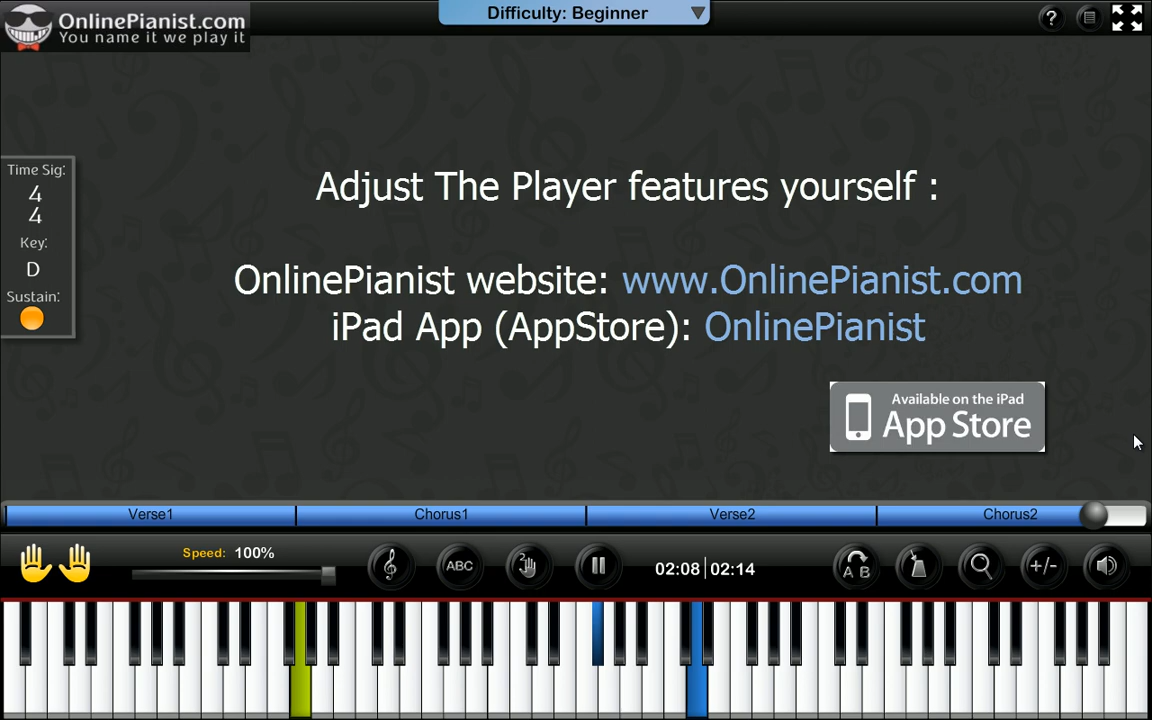 OnlinePianist.com
You name it we play it
Difficulty: Beginner
?
Time Sig:
4
4
Key:
D
Sustain:
Adjust The Player features yourself :
OnlinePianist website: www.OnlinePianist.com
iPad App (AppStore): OnlinePianist
Available on the iPad
App Store
Verse1
Chorus1
Verse2
Chorus2
Speed: 100%
ABC
2
02:08|02:14
A B
+/-